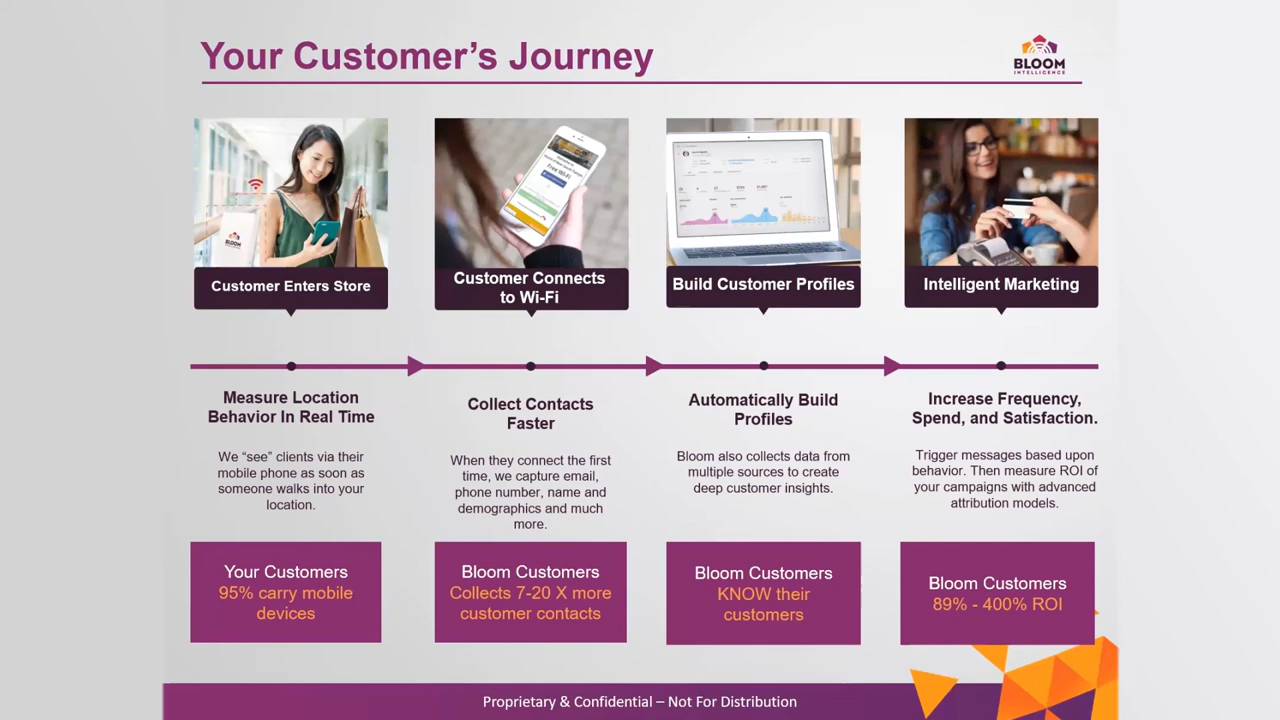 Your Customer's Journey
BLOOM
INTELLIGENCE
BLOOM
Free Wi-Fi
Customer Enters Store
Customer Connects
to Wi-Fi
Build Customer Profiles
Intelligent Marketing
Measure Location
Behavior In Real Time
We “see” clients via their
mobile phone as soon as
someone walks into your
location.
Collect Contacts
Faster
When they connect the first
time, we capture email,
phone number, name and
demographics and much
more.
Automatically Build
Profiles
Bloom also collects data from
multiple sources to create
deep customer insights.
Increase Frequency,
Spend, and Satisfaction.
Trigger messages based upon
behavior. Then measure ROI of
your campaigns with advanced
attribution models.
Your Customers
95% carry mobile
devices
Bloom Customers
Collects 7-20 X more
customer contacts
Bloom Customers
KNOW their
customers
Bloom Customers
89% - 400% ROI
Proprietary & Confidential – Not For Distribution